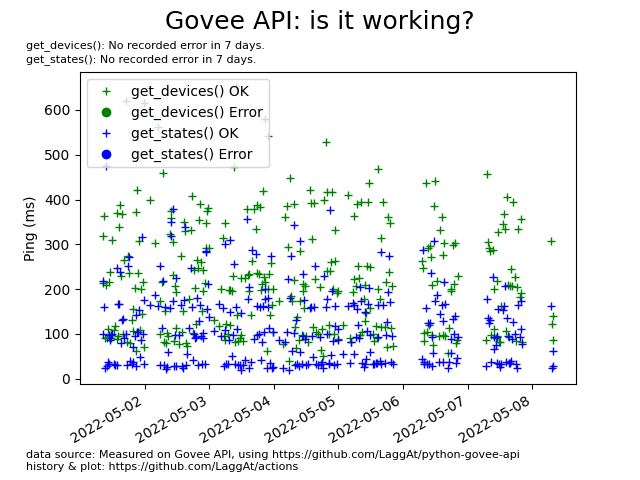 Govee API: is it working?
get_devices(): No recorded error in 7 days.
get_states(): No recorded error in 7 days.
get_devices() OK
get_devices() Error
get_states() OK
get_states() Error
600
500
400
300
200
100
0
Ping (ms)
2022-05-02
2022-05-03
2022-05-04
2022-05-05
2022-05-06
2022-05-07
2022-05-08
data source: Measured on Govee API, using https://github.com/LaggAt/python-govee-api
history & plot: https://github.com/LaggAt/actions